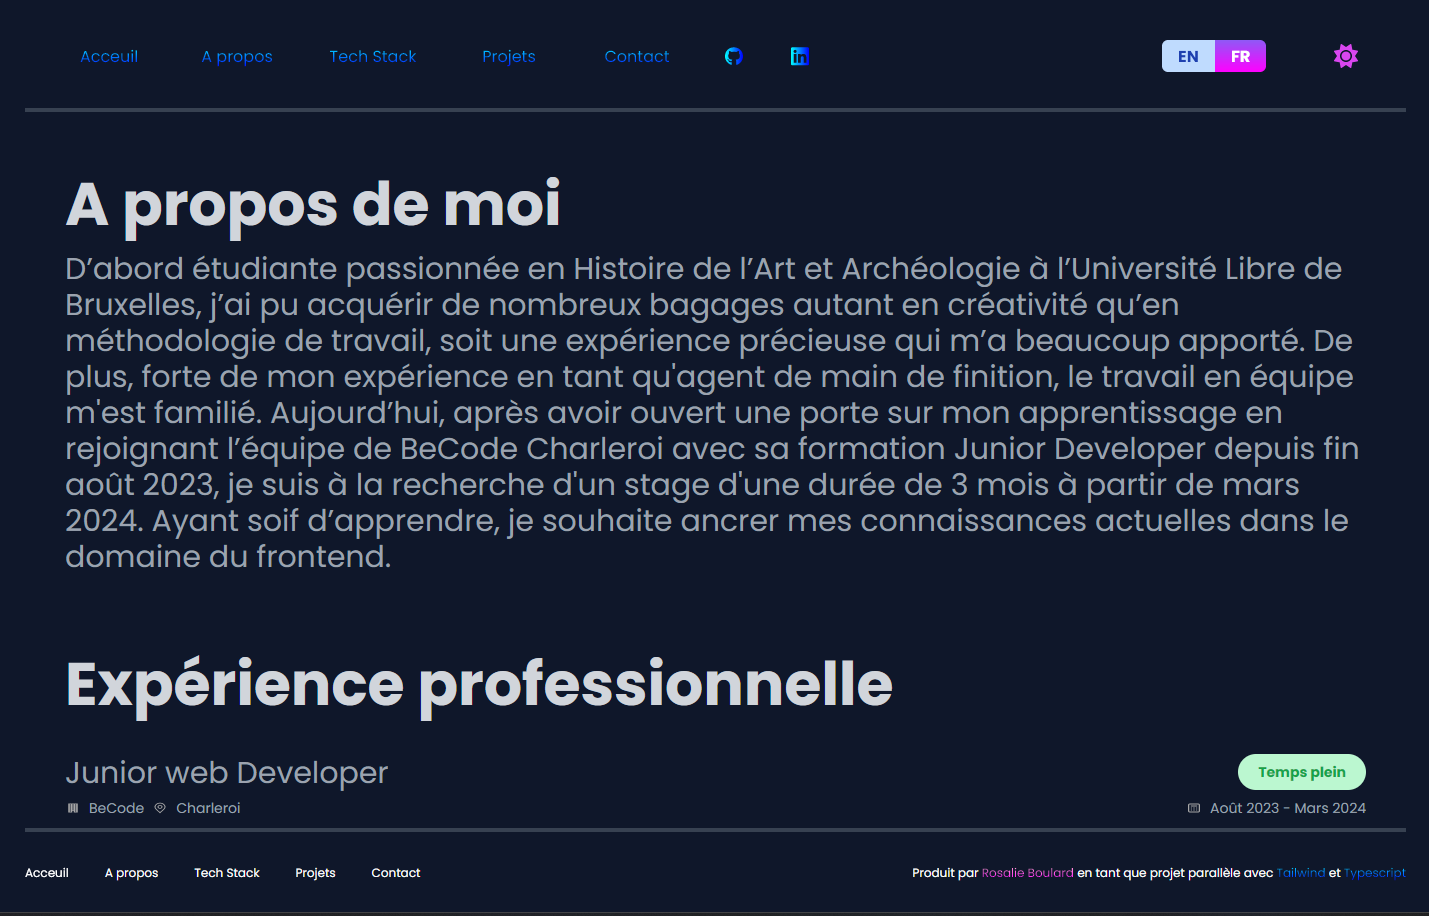 Acceuil A propos Tech Stack Projets Contact EN FR
A propos de moi
D’abord étudiante passionnée en Histoire de l’Art et Archéologie à l’Université Libre de
Bruxelles, j’ai pu acquérir de nombreux bagages autant en créativité qu’en
méthodologie de travail, soit une expérience précieuse qui m’a beaucoup apporté. De
plus, forte de mon expérience en tant qu'agent de main de finition, le travail en équipe
m'est familié. Aujourd’hui, après avoir ouvert une porte sur mon apprentissage en
rejoignant l’équipe de BeCode Charleroi avec sa formation Junior Developer depuis fin
août 2023, je suis à la recherche d'un stage d'une durée de 3 mois à partir de mars
2024. Ayant soif d’apprendre, je souhaite ancrer mes connaissances actuelles dans le
domaine du frontend.
Expérience professionnelle
Junior web Developer Temps plein
BeCode Charleroi Août 2023 - Mars 2024
Acceuil A propos Tech Stack Projets Contact Produit par Rosalie Boulard en tant que projet parallèle avec Tailwind et Typescript